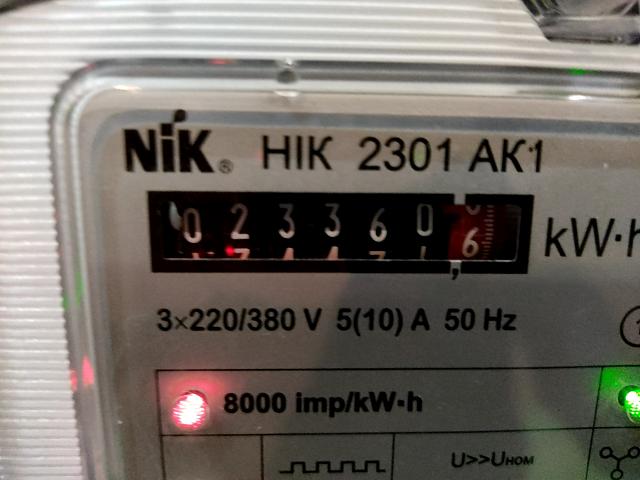 NiK® НІК 2301 АК1
0 2 3 3 6 0 , 6 kW·h
3×220/380 V 5(10) A 50 Hz
8000 imp/kW·h
U>>Uном